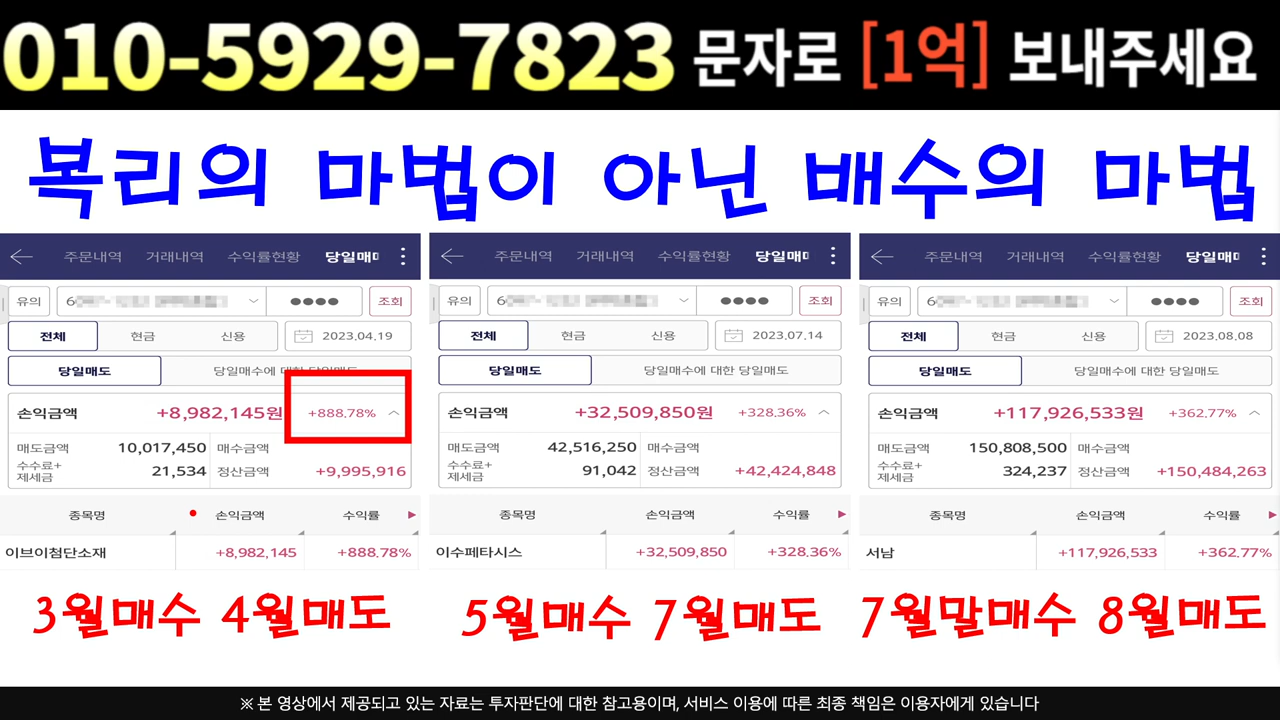 010-5929-7823 문자로 [1억] 보내주세요
복리의 마법이 아닌 배수의 마법
주문내역 거래내역 수익률현황 당일매
유의 ●●●● 조회
전체 현금 신용 2023.04.19
당일매도 당일매수에 대한 당일매도
손익금액 +8,982,145원 +888.78%
매도금액 10,017,450 매수금액
수수료+제세금 21,534 정산금액 +9,995,916
종목명 손익금액 수익률
이브이첨단소재 +8,982,145 +888.78%
3월매수 4월매도
주문내역 거래내역 수익률현황 당일매
유의 ●●●● 조회
전체 현금 신용 2023.07.14
당일매도 당일매수에 대한 당일매도
손익금액 +32,509,850원 +328.36%
매도금액 42,516,250 매수금액
수수료+제세금 91,042 정산금액 +42,424,848
종목명 손익금액 수익률
이수페타시스 +32,509,850 +328.36%
5월매수 7월매도
주문내역 거래내역 수익률현황 당일매
유의 ●●●● 조회
전체 현금 신용 2023.08.08
당일매도 당일매수에 대한 당일매도
손익금액 +117,926,533원 +362.77%
매도금액 150,808,500 매수금액
수수료+제세금 324,237 정산금액 +150,484,263
종목명 손익금액 수익률
서남 +117,926,533 +362.77%
7월말매수 8월매도
※ 본 영상에서 제공되고 있는 자료는 투자판단에 대한 참고용이며, 서비스 이용에 따른 최종 책임은 이용자에게 있습니다